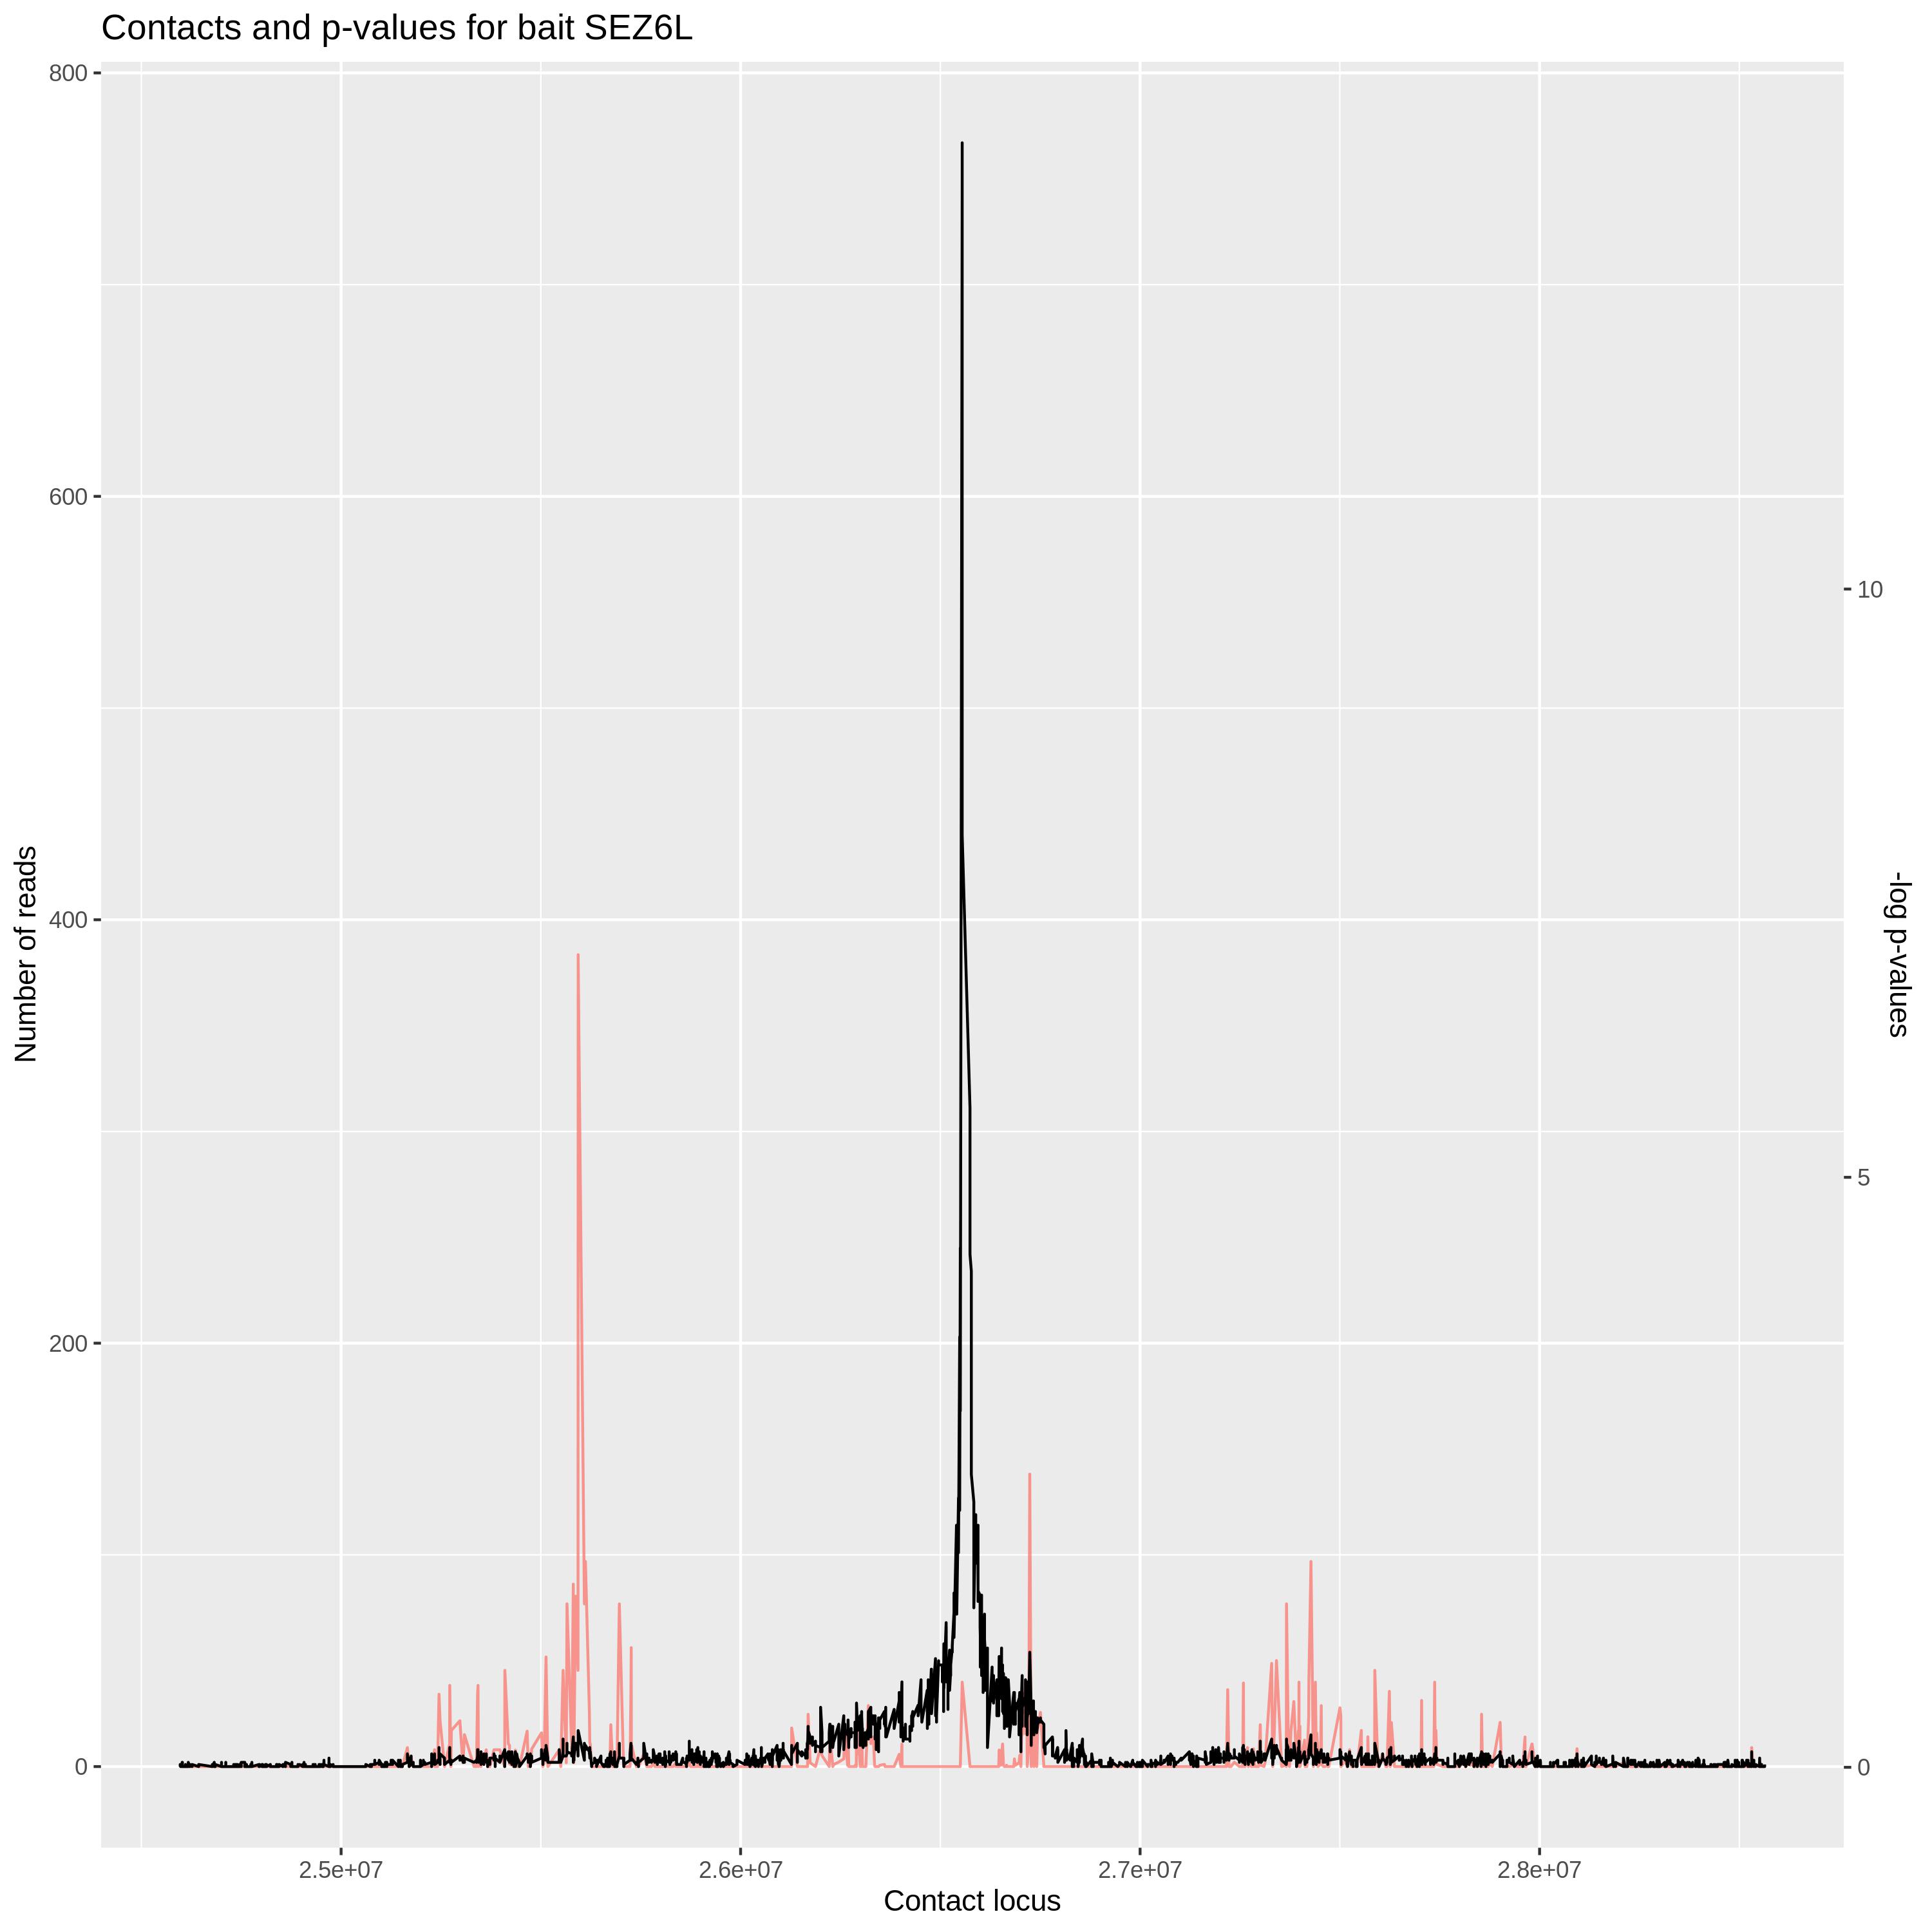 Contacts and p-values for bait SEZ6L
800
600
400
200
0
Number of reads
10
5
0
-log p-values
2.5e+07
2.6e+07
2.7e+07
2.8e+07
Contact locus